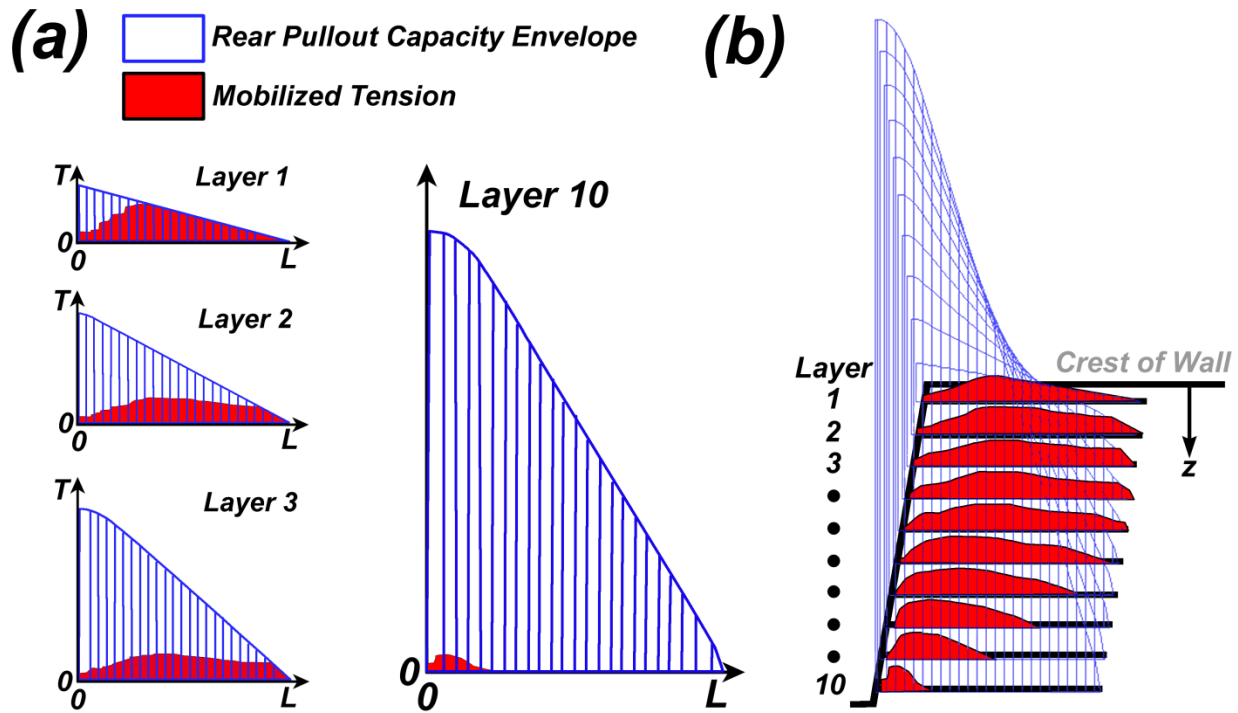 (a)
Rear Pullout Capacity Envelope
Mobilized Tension
T
Layer 1
0
0
L
T
Layer 2
0
0
L
T
Layer 3
0
0
L
Layer 10
0
0
L
(b)
Crest of Wall
Layer
1
2
3
10
z